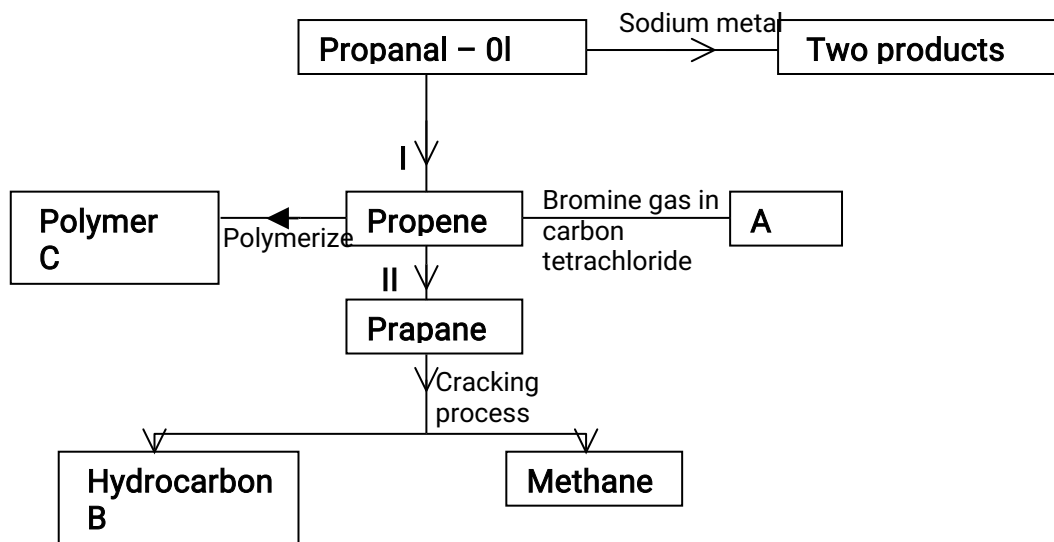 Sodium metal
Propanal – 0l
Two products
I
Polymer
C
Polymerize
Propene
Bromine gas in
carbon
tetrachloride
A
II
Prapane
Cracking
process
Hydrocarbon
B
Methane